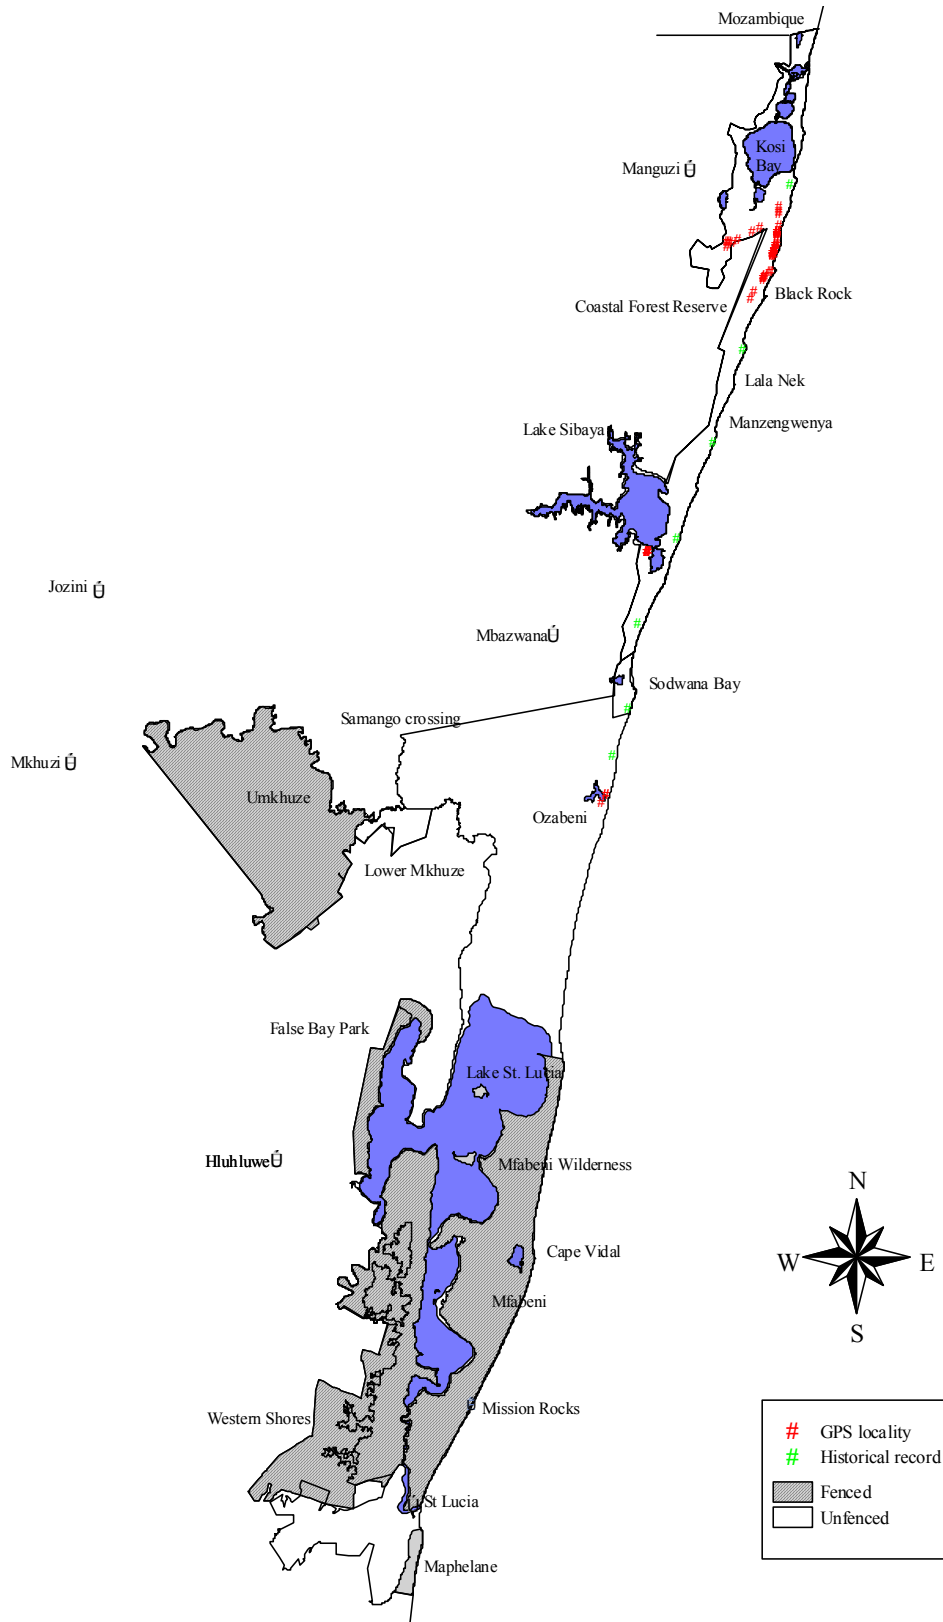 Mozambique
Kosi
Bay
Manguzi
Coastal Forest Reserve
Black Rock
Lala Nek
Manzengwenya
Lake Sibaya
Jozini
Mbazwana
Sodwana Bay
Samango crossing
Mkhuzi
Umkhuze
Ozabeni
Lower Mkhuze
False Bay Park
Lake St. Lucia
Hluhluwe
Mfabeni Wilderness
Cape Vidal
Mfabeni
Mission Rocks
Western Shores
St Lucia
Maphelane
N
W
E
S
# GPS locality
# Historical record
Fenced
Unfenced